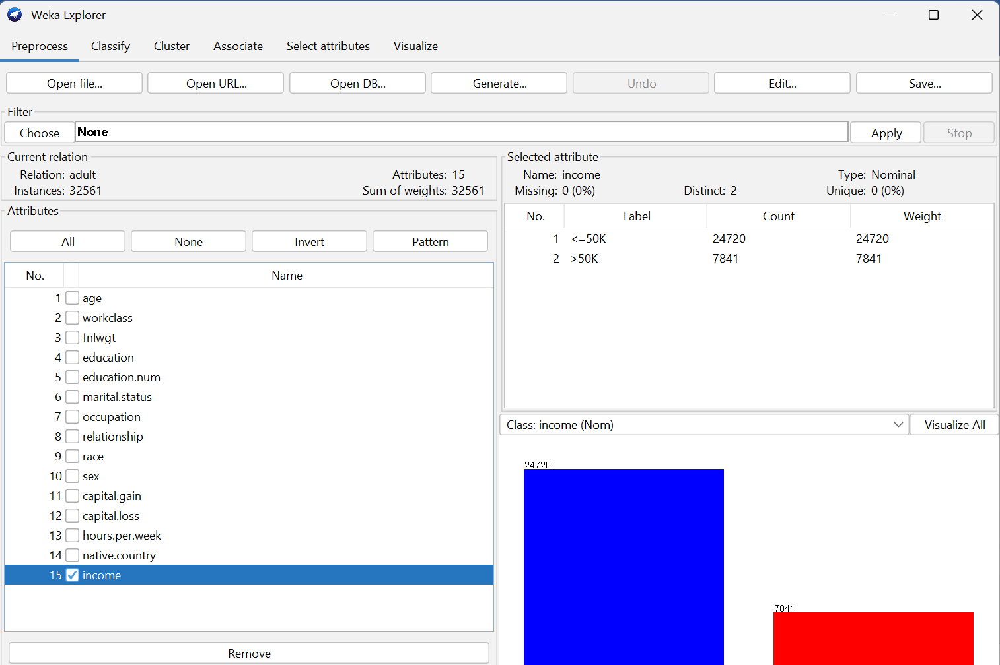 Weka Explorer
Preprocess Classify Cluster Associate Select attributes Visualize
Open file... Open URL... Open DB... Generate... Undo Edit... Save...
Filter
Choose None Apply Stop
Current relation
Relation: adult Attributes: 15
Instances: 32561 Sum of weights: 32561
Attributes
All None Invert Pattern
No. Name
1 age
2 workclass
3 fnlwgt
4 education
5 education.num
6 marital.status
7 occupation
8 relationship
9 race
10 sex
11 capital.gain
12 capital.loss
13 hours.per.week
14 native.country
15 income
Remove
Selected attribute
Name: income Type: Nominal
Missing: 0 (0%) Distinct: 2 Unique: 0 (0%)
No. Label Count Weight
1 <=50K 24720 24720
2 >50K 7841 7841
Class: income (Nom) Visualize All
24720
7841